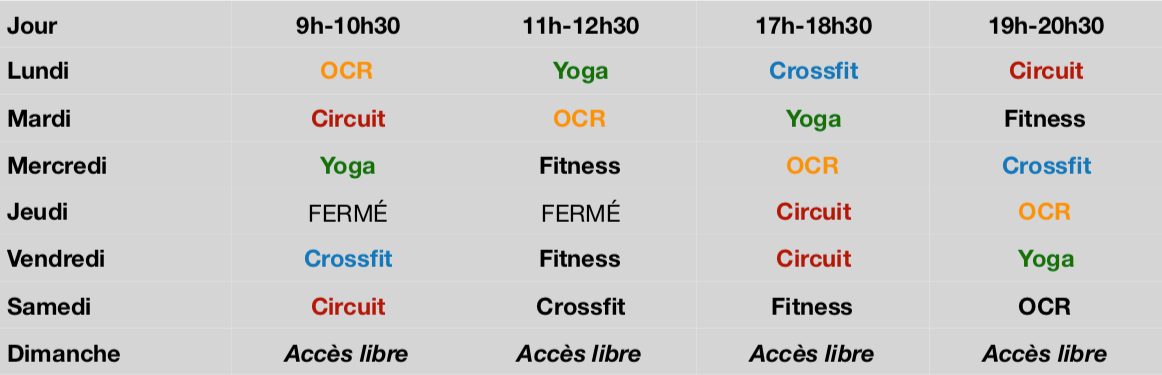 Jour 9h-10h30 11h-12h30 17h-18h30 19h-20h30
Lundi OCR Yoga Crossfit Circuit
Mardi Circuit OCR Yoga Fitness
Mercredi Yoga Fitness OCR Crossfit
Jeudi FERMÉ FERMÉ Circuit OCR
Vendredi Crossfit Fitness Circuit Yoga
Samedi Circuit Crossfit Fitness OCR
Dimanche Accès libre Accès libre Accès libre Accès libre